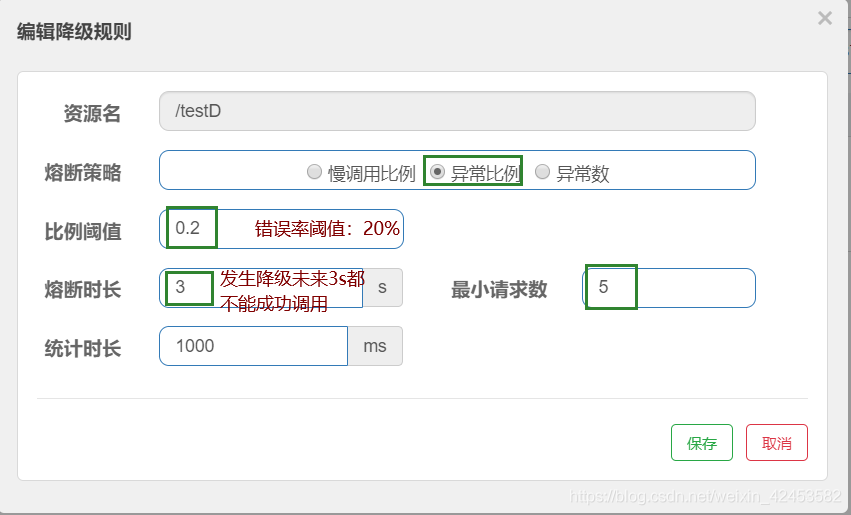 编辑降级规则 ×
资源名 /testD
熔断策略 慢调用比例 异常比例 异常数
比例阈值 0.2 错误率阈值：20%
熔断时长 3 发生降级未来3s都 s 最小请求数 5
不能成功调用
统计时长 1000 ms
保存 取消
https://blog.csdn.net/weixin_42453582